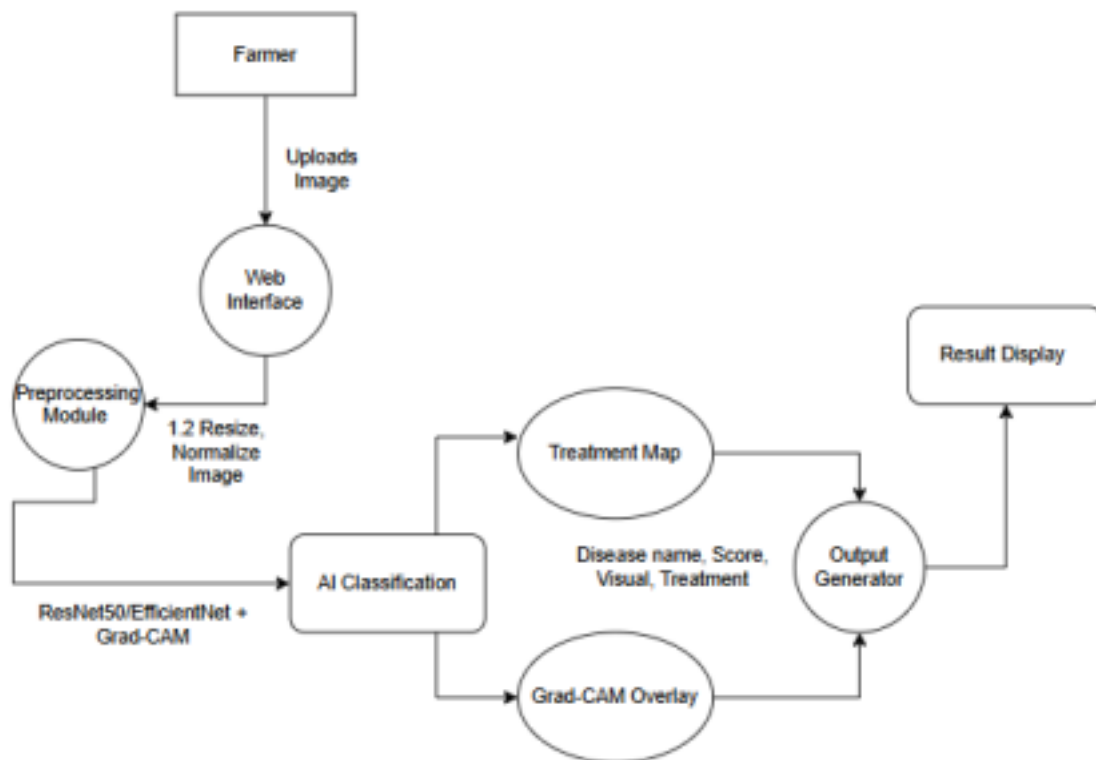 Farmer
Uploads
Image
Web
Interface
Preprocessing
Module
1.2 Resize,
Normalize
Image
Result Display
Treatment Map
AI Classification
Disease name, Score,
Visual, Treatment
Output
Generator
ResNet50/EfficientNet +
Grad-CAM
Grad-CAM Overlay